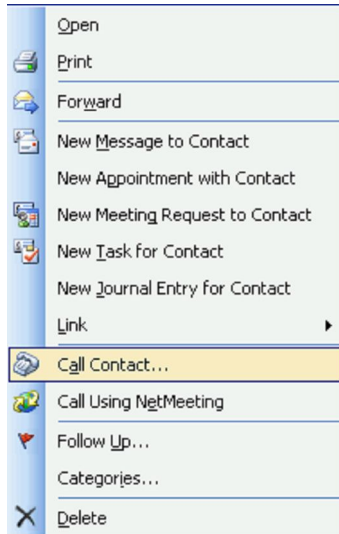 Open
Print
Forward
New Message to Contact
New Appointment with Contact
New Meeting Request to Contact
New Task for Contact
New Journal Entry for Contact
Link
Call Contact...
Call Using NetMeeting
Follow Up...
Categories...
Delete